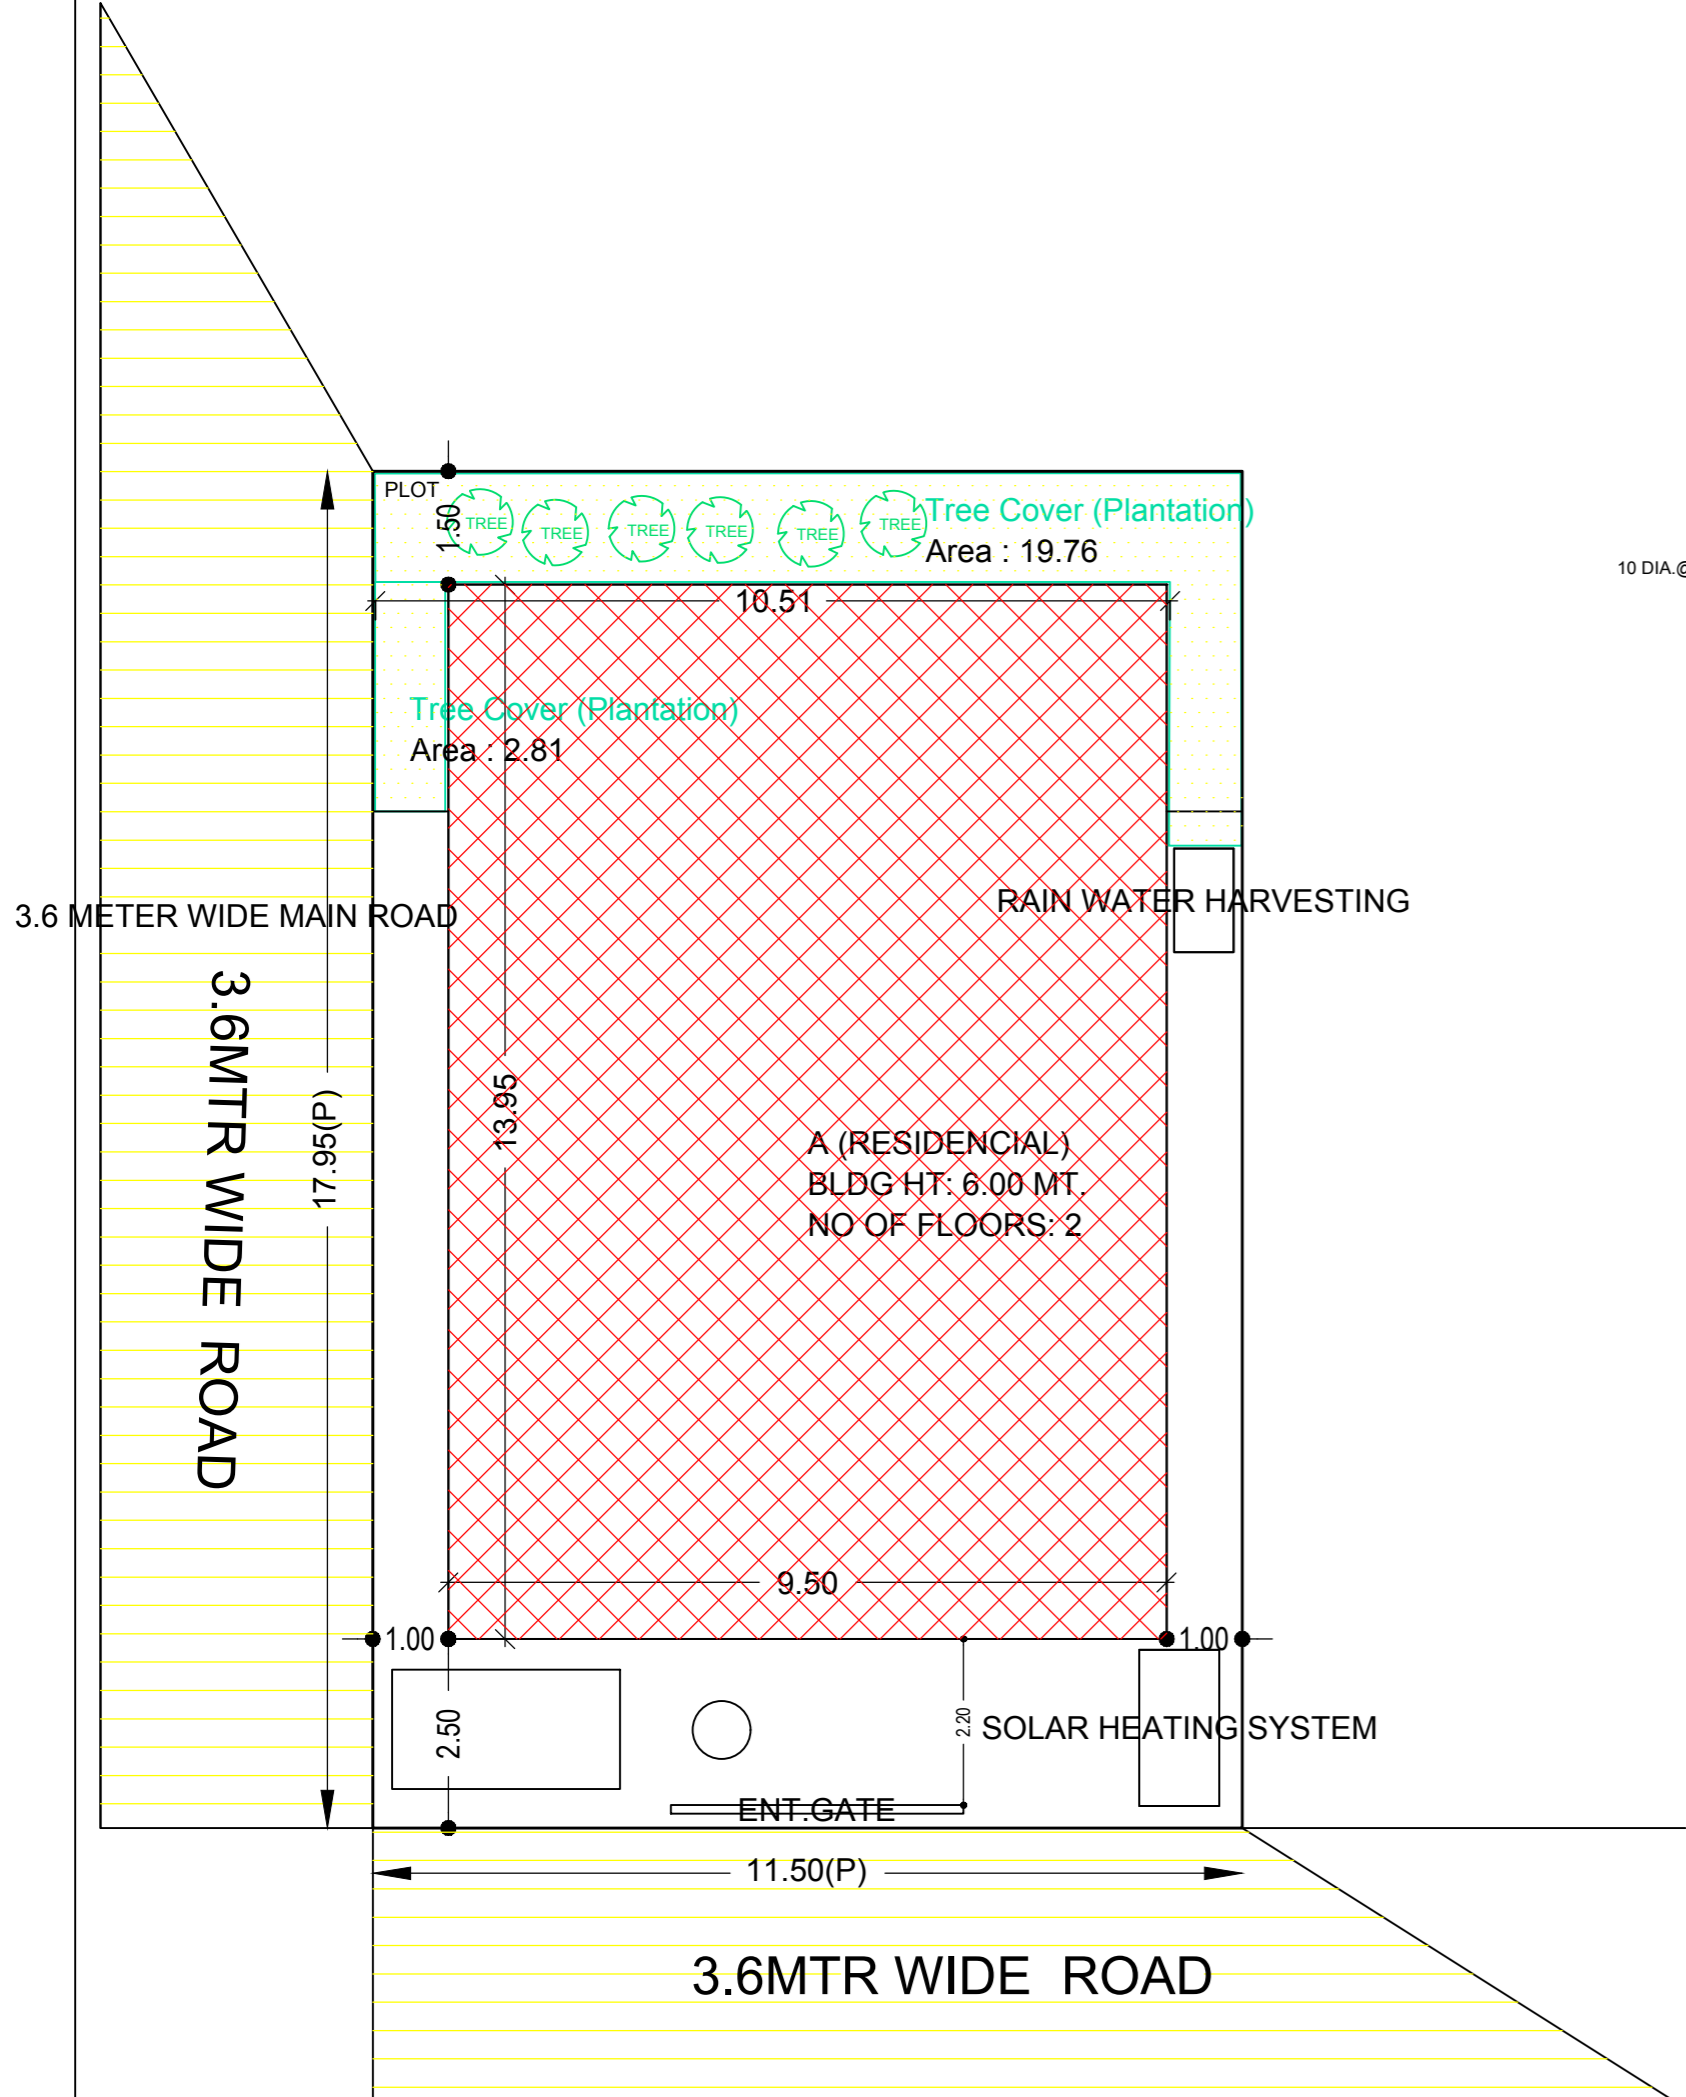 PLOT
1.50
TREE
TREE
TREE
TREE
TREE
TREE
Tree Cover (Plantation)
Area : 19.76
10 DIA.@
10.51
Tree Cover (Plantation)
Area : 2.81
3.6 METER WIDE MAIN ROAD
RAIN WATER HARVESTING
3.6MTR WIDE ROAD
17.95(P)
13.95
A (RESIDENCIAL)
BLDG HT: 6.00 MT.
NO OF FLOORS: 2
9.50
1.00
1.00
2.50
2.20
SOLAR HEATING SYSTEM
ENT.GATE
11.50(P)
3.6MTR WIDE ROAD